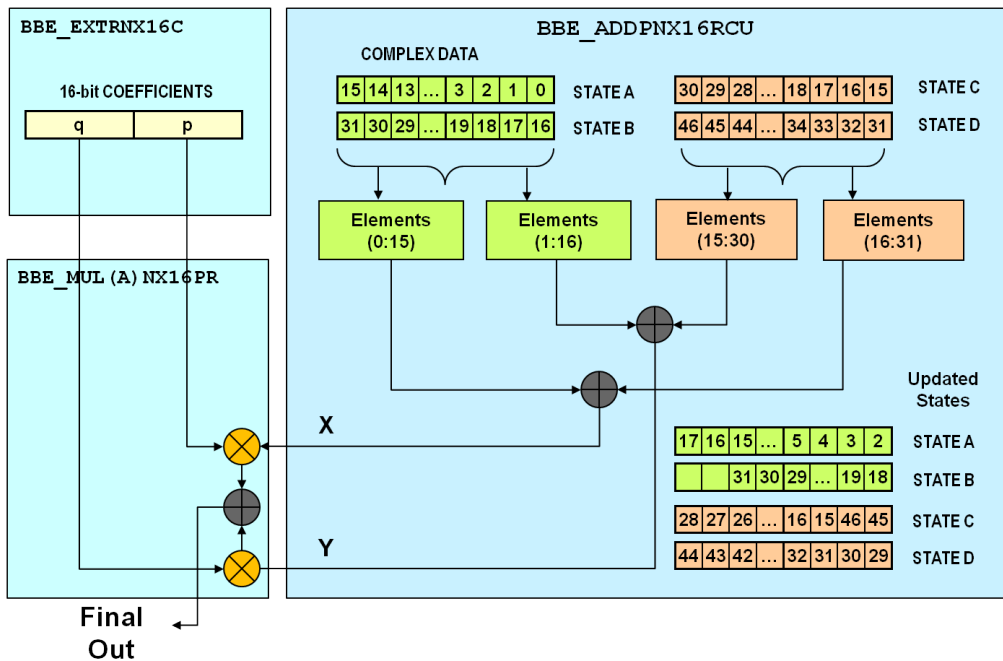 BBE_EXTRNX16C
16-bit COEFFICIENTS
q p
BBE_MUL(A)NX16PR
Final
Out
BBE_ADDPNX16RCU
COMPLEX DATA
15 14 13 ... 3 2 1 0 STATE A
31 30 29 ... 19 18 17 16 STATE B
30 29 28 ... 18 17 16 15 STATE C
46 45 44 ... 34 33 32 31 STATE D
Elements
(0:15)
Elements
(1:16)
Elements
(15:30)
Elements
(16:31)
X
Y
Updated
States
17 16 15 ... 5 4 3 2 STATE A
31 30 29 ... 19 18 STATE B
28 27 26 ... 16 15 46 45 STATE C
44 43 42 ... 32 31 30 29 STATE D